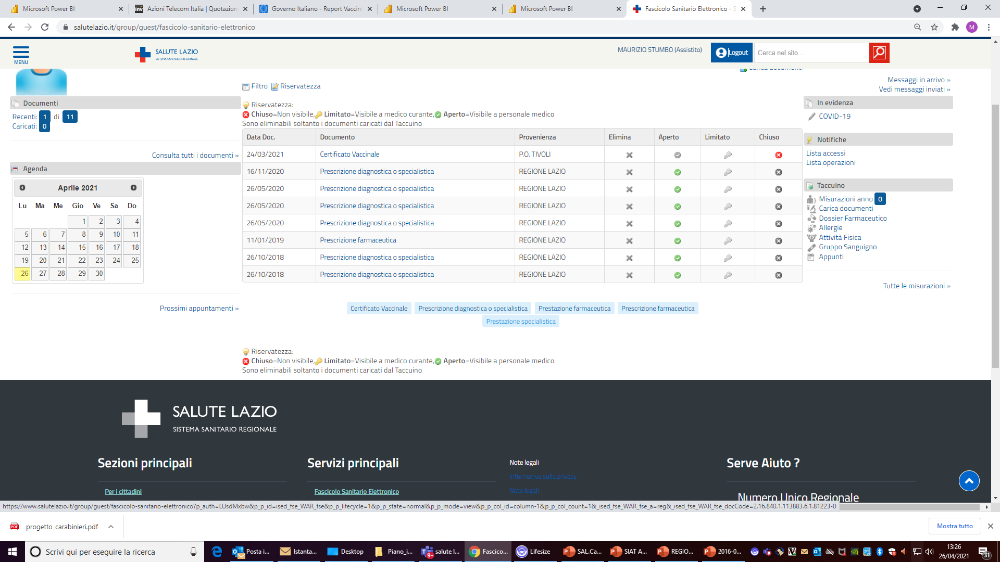 Microsoft Power BI
Azioni Telecom Italia | Quotazion
Governo Italiano - Report Vaccini
Microsoft Power BI
Microsoft Power BI
Fascicolo Sanitario Elettronico - S
salutelazio.it/group/guest/fascicolo-sanitario-elettronico
M
MENU
SALUTE LAZIO
SISTEMA SANITARIO REGIONALE
MAURIZIO STUMBO (Assistito)
Logout
Cerca nel sito...
Carica documenti
Messaggi in arrivo »
Vedi messaggi inviati »
Documenti
Recenti: 1 di 11
Caricati: 0
Consulta tutti i documenti »
Agenda
Aprile 2021
Lu Ma Me Gio Ve Sa Do
1 2 3 4
5 6 7 8 9 10 11
12 13 14 15 16 17 18
19 20 21 22 23 24 25
26 27 28 29 30
Prossimi appuntamenti »
Filtro Riservatezza
Riservatezza:
Chiuso=Non visibile, Limitato=Visibile a medico curante, Aperto=Visibile a personale medico
Sono eliminabili soltanto i documenti caricati dal Taccuino
Data Doc. Documento Provenienza Elimina Aperto Limitato Chiuso
24/03/2021 Certificato Vaccinale P.O. TIVOLI
16/11/2020 Prescrizione diagnostica o specialistica REGIONE LAZIO
26/05/2020 Prescrizione diagnostica o specialistica REGIONE LAZIO
26/05/2020 Prescrizione diagnostica o specialistica REGIONE LAZIO
26/05/2020 Prescrizione diagnostica o specialistica REGIONE LAZIO
11/01/2019 Prescrizione farmaceutica REGIONE LAZIO
26/10/2018 Prescrizione diagnostica o specialistica REGIONE LAZIO
26/10/2018 Prescrizione diagnostica o specialistica REGIONE LAZIO
Certificato Vaccinale Prescrizione diagnostica o specialistica Prestazione farmaceutica Prescrizione farmaceutica
Prestazione specialistica
Riservatezza:
Chiuso=Non visibile, Limitato=Visibile a medico curante, Aperto=Visibile a personale medico
Sono eliminabili soltanto i documenti caricati dal Taccuino
In evidenza
COVID-19
Notifiche
Lista accessi
Lista operazioni
Taccuino
Misurazioni anno 0
Carica documenti
Dossier Farmaceutico
Allergie
Attività Fisica
Gruppo Sanguigno
Appunti
Tutte le misurazioni »
SALUTE LAZIO
SISTEMA SANITARIO REGIONALE
Sezioni principali
Per i cittadini
Servizi principali
Fascicolo Sanitario Elettronico
Note legali
Informativa sulla privacy
Note legali
Serve Aiuto ?
Numero Unico Regionale
https://www.salutelazio.it/group/guest/fascicolo-sanitario-elettronico?p_auth=LUsdMxbw&p_p_id=ised_fse_WAR_fse&p_p_lifecycle=1&p_p_state=normal&p_p_mode=view&p_p_col_id=column-1&p_p_col_count=1&_ised_fse_WAR_fse_a=reg&_ised_fse_WAR_fse_docCode=2.16.840.1.113883.6.1.81223-0
progetto_carabinieri.pdf
Mostra tutto
Scrivi qui per eseguire la ricerca
Posta i...
Istanta...
Desktop
Piano_i...
9+
salute l...
Fascico...
Lifesize
SAL.Ca...
SIAT A...
REGIO...
2016-0...
13:26
26/04/2021
31